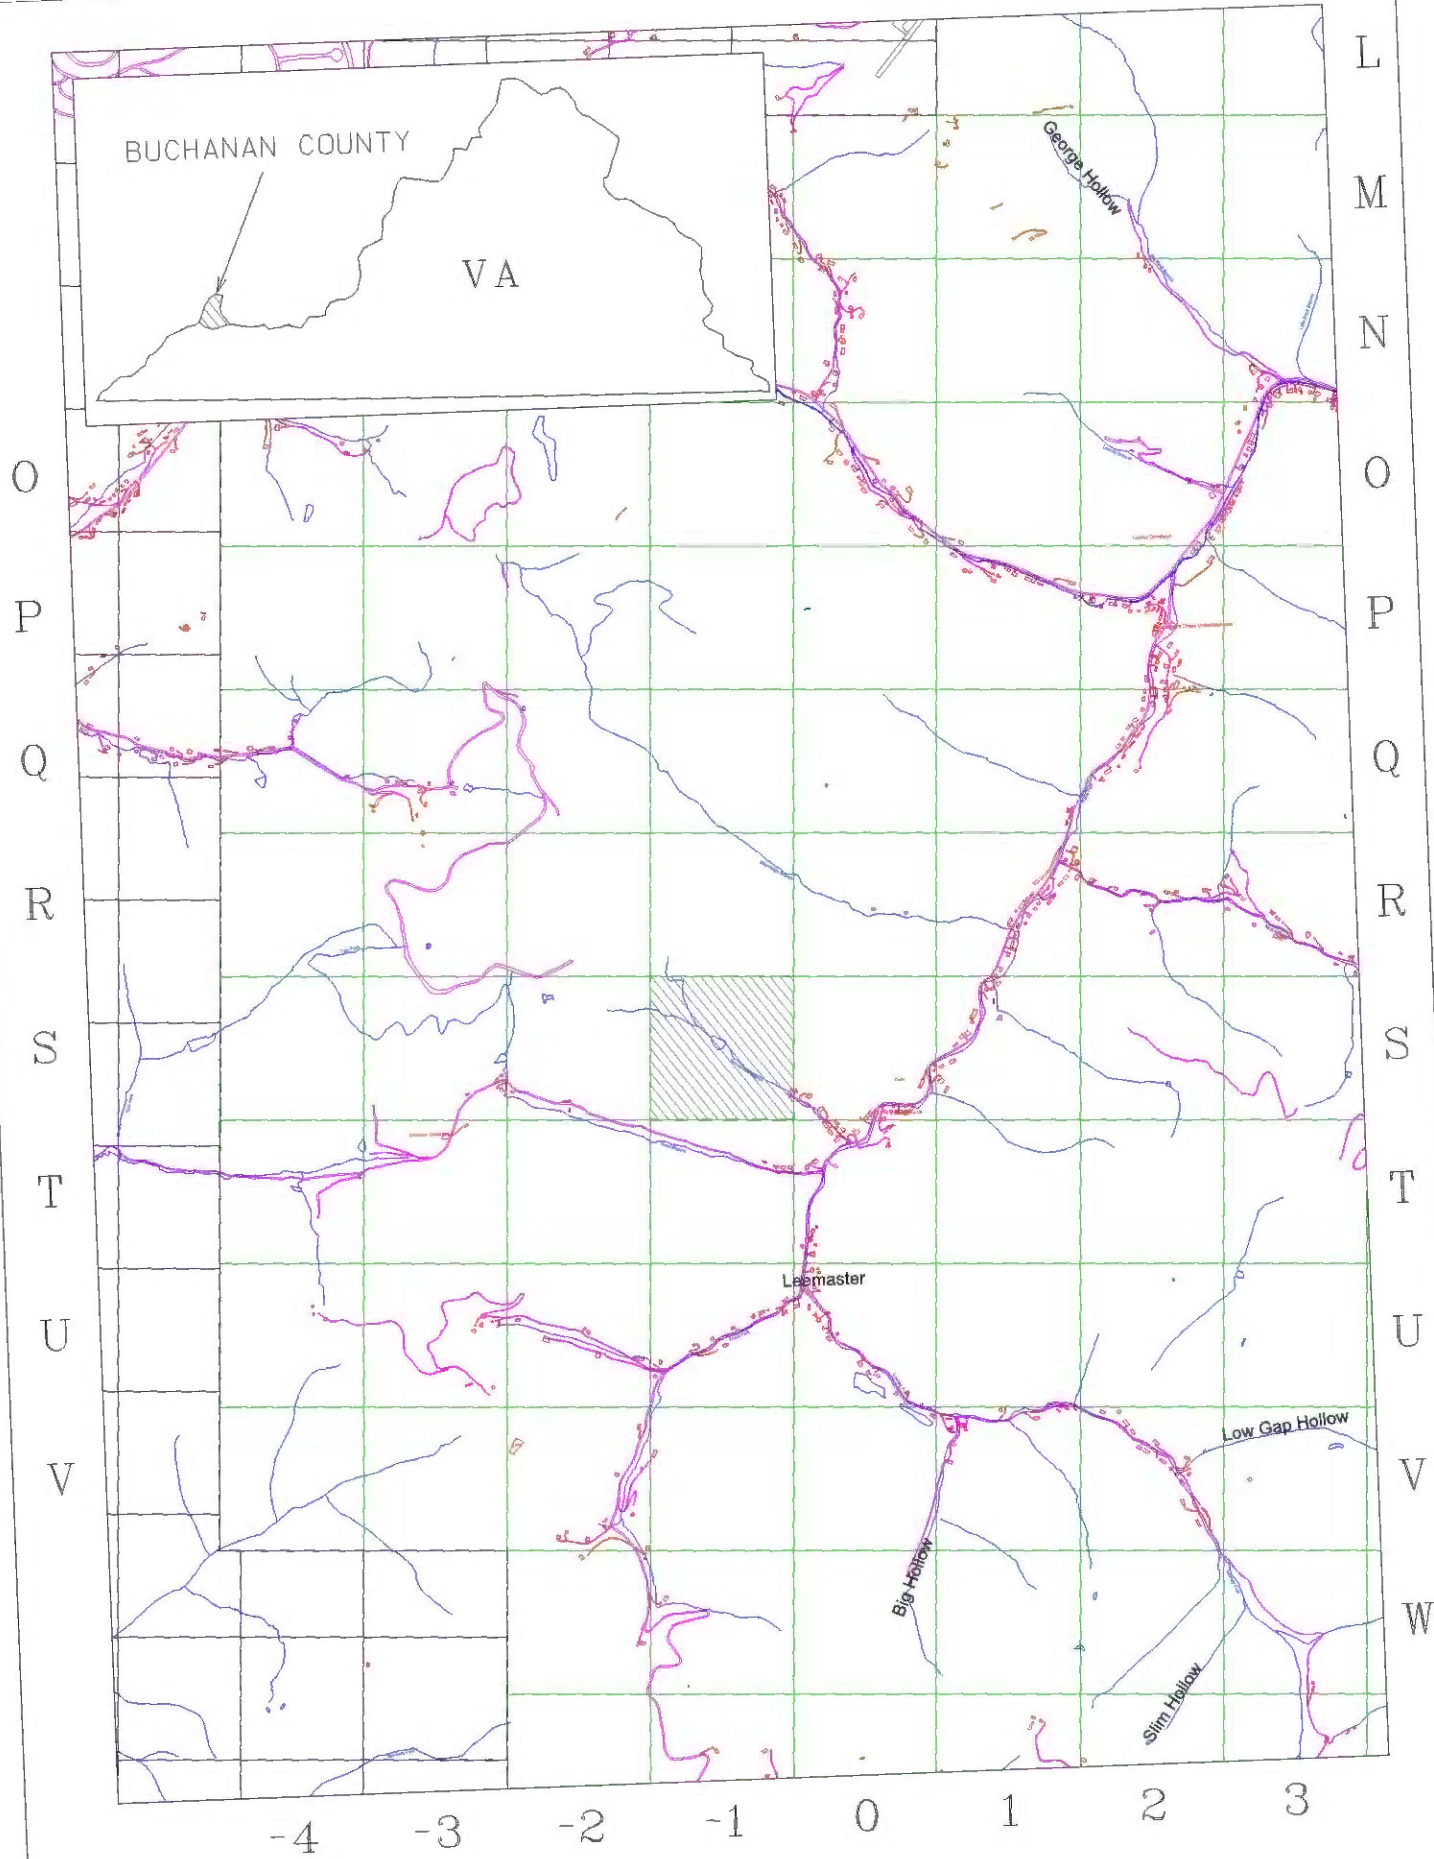 L
BUCHANAN COUNTY
George Hollow
M
VA
N
O
O
P
P
Q
Q
R
R
S
S
T
T
Leemaster
U
U
Low Gap Hollow
V
V
Big Hollow
W
Slim Hollow
-4
-3
-2
-1
0
1
2
3